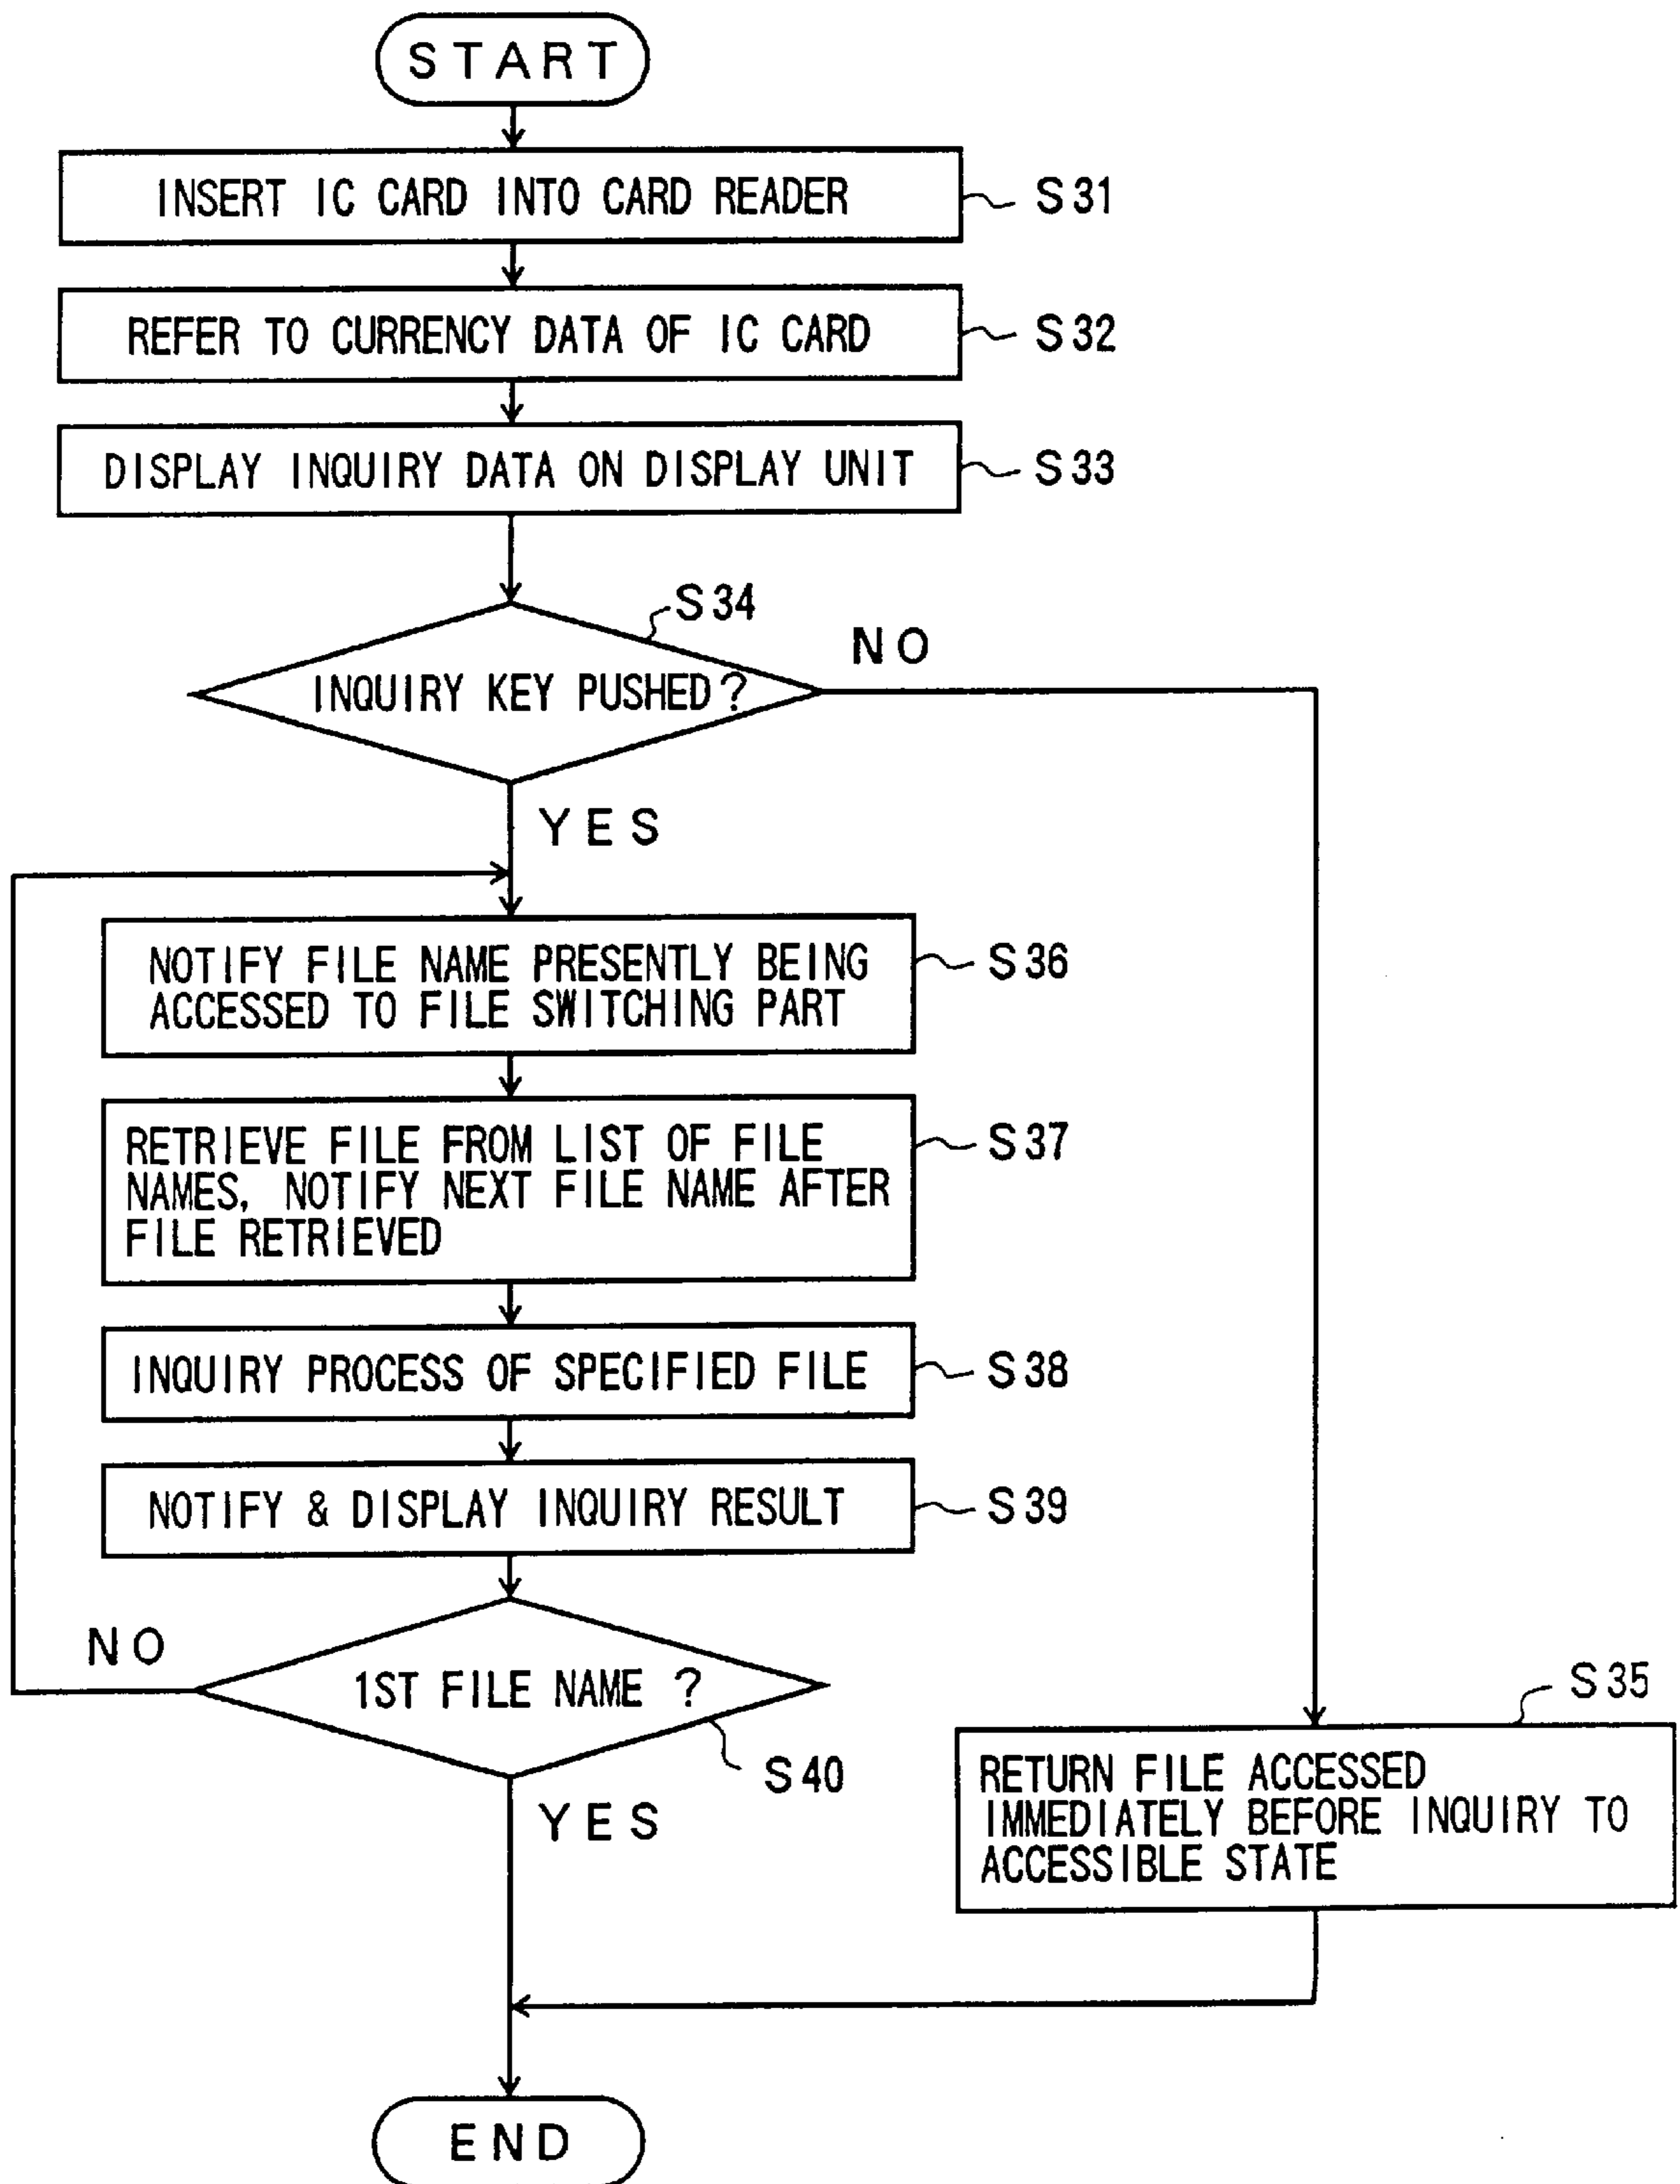 START
INSERT IC CARD INTO CARD READER
S31
REFER TO CURRENCY DATA OF IC CARD
S32
DISPLAY INQUIRY DATA ON DISPLAY UNIT
S33
S34
NO
INQUIRY KEY PUSHED?
YES
NOTIFY FILE NAME PRESENTLY BEING
ACCESSED TO FILE SWITCHING PART
S36
RETRIEVE FILE FROM LIST OF FILE
NAMES, NOTIFY NEXT FILE NAME AFTER
FILE RETRIEVED
S37
INQUIRY PROCESS OF SPECIFIED FILE
S38
NOTIFY & DISPLAY INQUIRY RESULT
S39
NO
1ST FILE NAME ?
S40
YES
S35
RETURN FILE ACCESSED
IMMEDIATELY BEFORE INQUIRY TO
ACCESSIBLE STATE
END